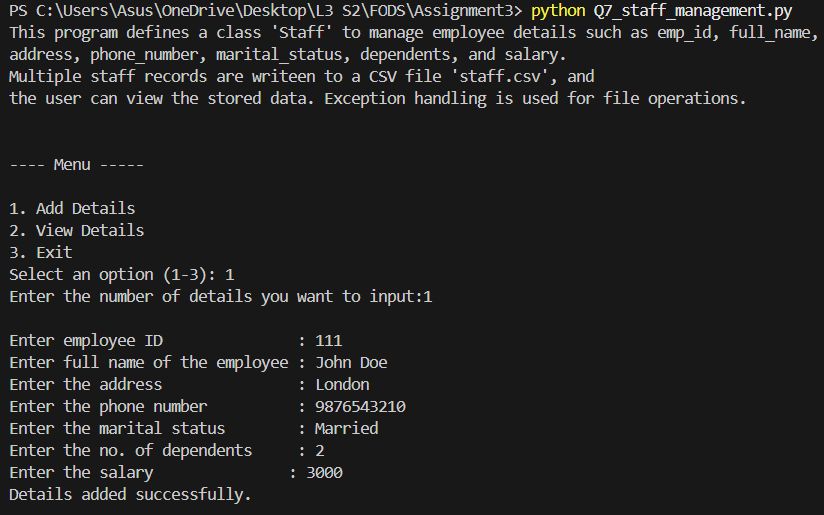 PS C:\Users\Asus\OneDrive\Desktop\L3 S2\FODS\Assignment3> python Q7_staff_management.py
This program defines a class 'Staff' to manage employee details such as emp_id, full_name,
address, phone_number, marital_status, dependents, and salary.
Multiple staff records are writeen to a CSV file 'staff.csv', and
the user can view the stored data. Exception handling is used for file operations.
---- Menu -----
1. Add Details
2. View Details
3. Exit
Select an option (1-3): 1
Enter the number of details you want to input:1
Enter employee ID               : 111
Enter full name of the employee : John Doe
Enter the address               : London
Enter the phone number          : 9876543210
Enter the marital status        : Married
Enter the no. of dependents     : 2
Enter the salary               : 3000
Details added successfully.